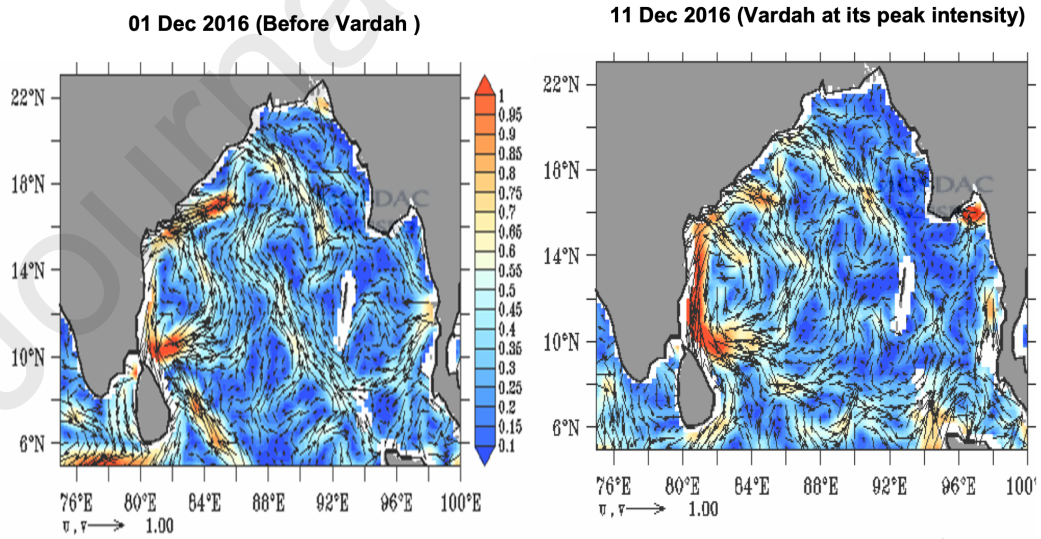 01 Dec 2016 (Before Vardah )
11 Dec 2016 (Vardah at its peak intensity)
22°N
18°N
14°N
10°N
6°N
76°E 80°E 84°E 88°E 92°E 96°E 100°E
u,v 1.00
DAC
1
0.95
0.9
0.85
0.8
0.75
0.7
0.65
0.6
0.55
0.5
0.45
0.4
0.35
0.3
0.25
0.2
0.15
0.1
22°N
18°N
14°N
10°N
6°N
76°E 80°E 84°E 88°E 92°E 96°E 100°
u,v 1.00
DAC